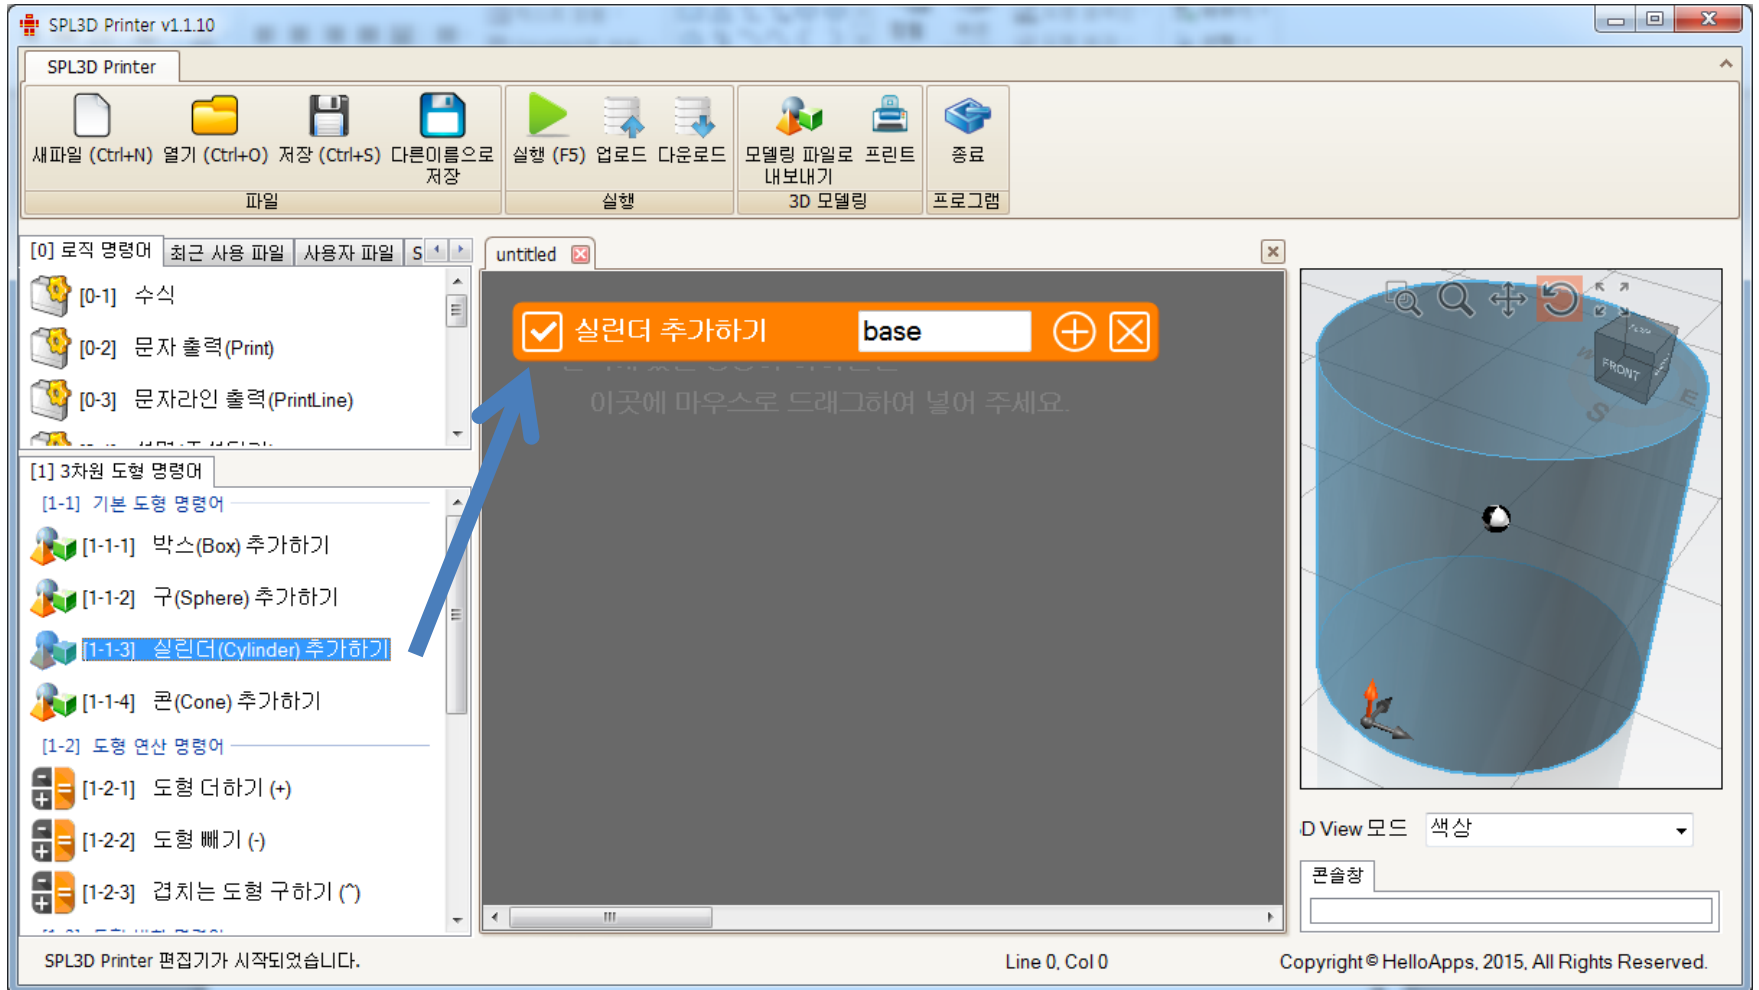 SPL3D Printer v1.1.10
SPL3D Printer
새파일 (Ctrl+N)
열기 (Ctrl+O)
저장 (Ctrl+S)
다른이름으로
저장
실행 (F5)
업로드
다운로드
모델링 파일로
내보내기
프린트
종료
파일
실행
3D 모델링
프로그램
[0] 로직 명령어
최근 사용 파일
사용자 파일
S
[0-1] 수식
[0-2] 문자 출력(Print)
[0-3] 문자라인 출력(PrintLine)
[1] 3차원 도형 명령어
[1-1] 기본 도형 명령어
[1-1-1] 박스(Box) 추가하기
[1-1-2] 구(Sphere) 추가하기
[1-1-3] 실린더(Cylinder) 추가하기
[1-1-4] 콘(Cone) 추가하기
[1-2] 도형 연산 명령어
[1-2-1] 도형 더하기 (+)
[1-2-2] 도형 빼기 (-)
[1-2-3] 겹치는 도형 구하기 (^)
untitled
실린더 추가하기
base
이곳에 마우스로 드래그하여 넣어 주세요.
TOP
FRONT
W
S
E
D View 모드
색상
콘솔창
SPL3D Printer 편집기가 시작되었습니다.
Line 0, Col 0
Copyright © HelloApps, 2015, All Rights Reserved.